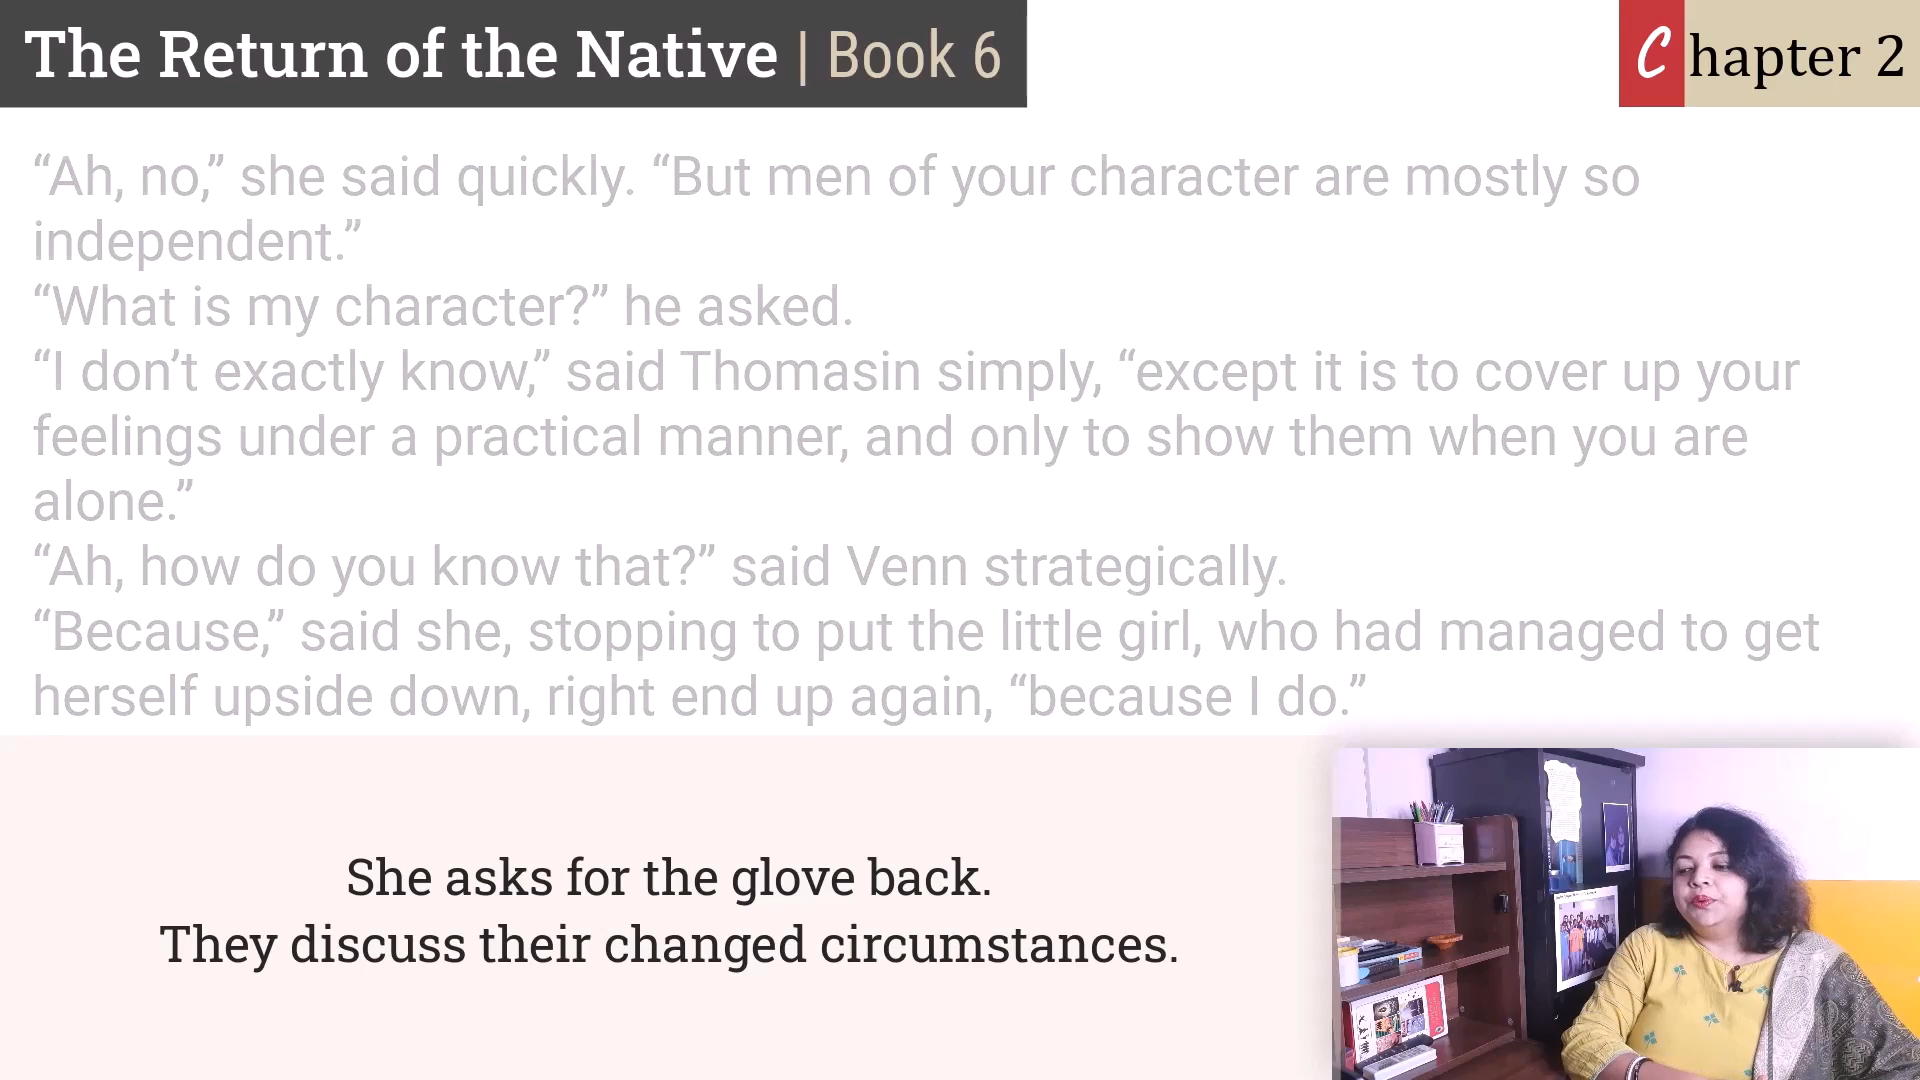 The Return of the Native | Book 6
Chapter 2
“Ah, no,” she said quickly. “But men of your character are mostly so
independent.”
“What is my character?” he asked.
“I don’t exactly know,” said Thomasin simply, “except it is to cover up your
feelings under a practical manner, and only to show them when you are
alone.”
“Ah, how do you know that?” said Venn strategically.
“Because,” said she, stopping to put the little girl, who had managed to get
herself upside down, right end up again, “because I do.”
She asks for the glove back.
They discuss their changed circumstances.